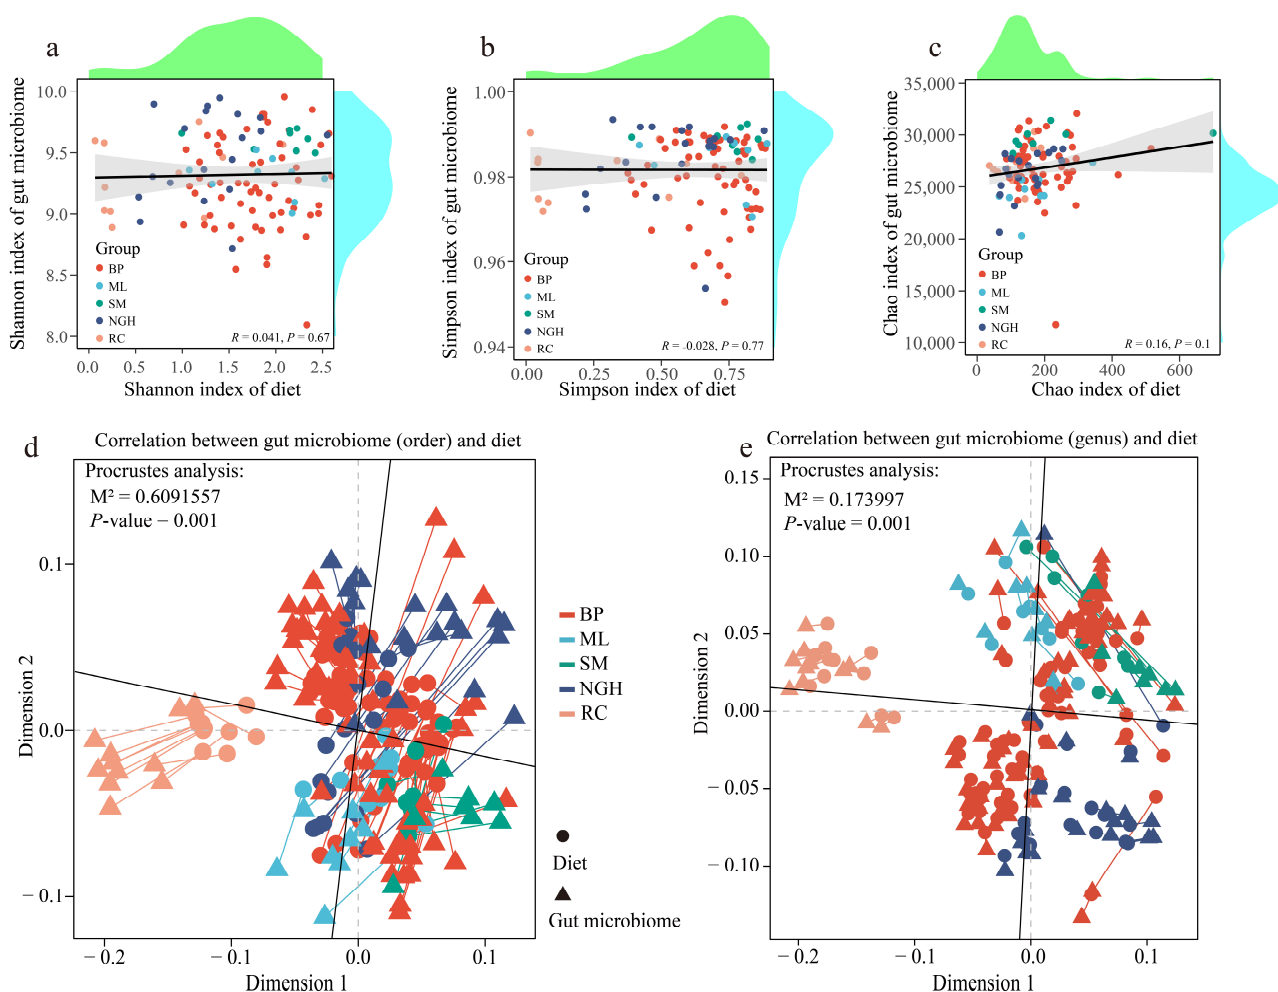 a
Shannon index of gut microbiome
10.0
9.5
9.0
8.5
8.0
Group
BP
ML
SM
NGH
RC
R = 0.041, P = 0.67
0.0 0.5 1.0 1.5 2.0 2.5
Shannon index of diet
b
Simpson index of gut microbiome
1.00
0.98
0.96
0.94
Group
BP
ML
SM
NGH
RC
R = -0.028, P = 0.77
0.00 0.25 0.50 0.75
Simpson index of diet
c
Chao index of gut microbiome
35,000
30,000
25,000
20,000
15,000
10,000
Group
BP
ML
SM
NGH
RC
R = 0.16, P = 0.1
0 200 400 600
Chao index of diet
d
Correlation between gut microbiome (order) and diet
Procrustes analysis:
M² = 0.6091557
P-value − 0.001
Dimension 2
0.1
0.0
− 0.1
− 0.2 − 0.1 0.0 0.1
Dimension 1
BP
ML
SM
NGH
RC
Diet
Gut microbiome
e
Correlation between gut microbiome (genus) and diet
Procrustes analysis:
M² = 0.173997
P-value = 0.001
Dimension 2
0.15
0.10
0.05
0.00
− 0.05
− 0.10
− 0.2 − 0.1 0.0 0.1
Dimension 1